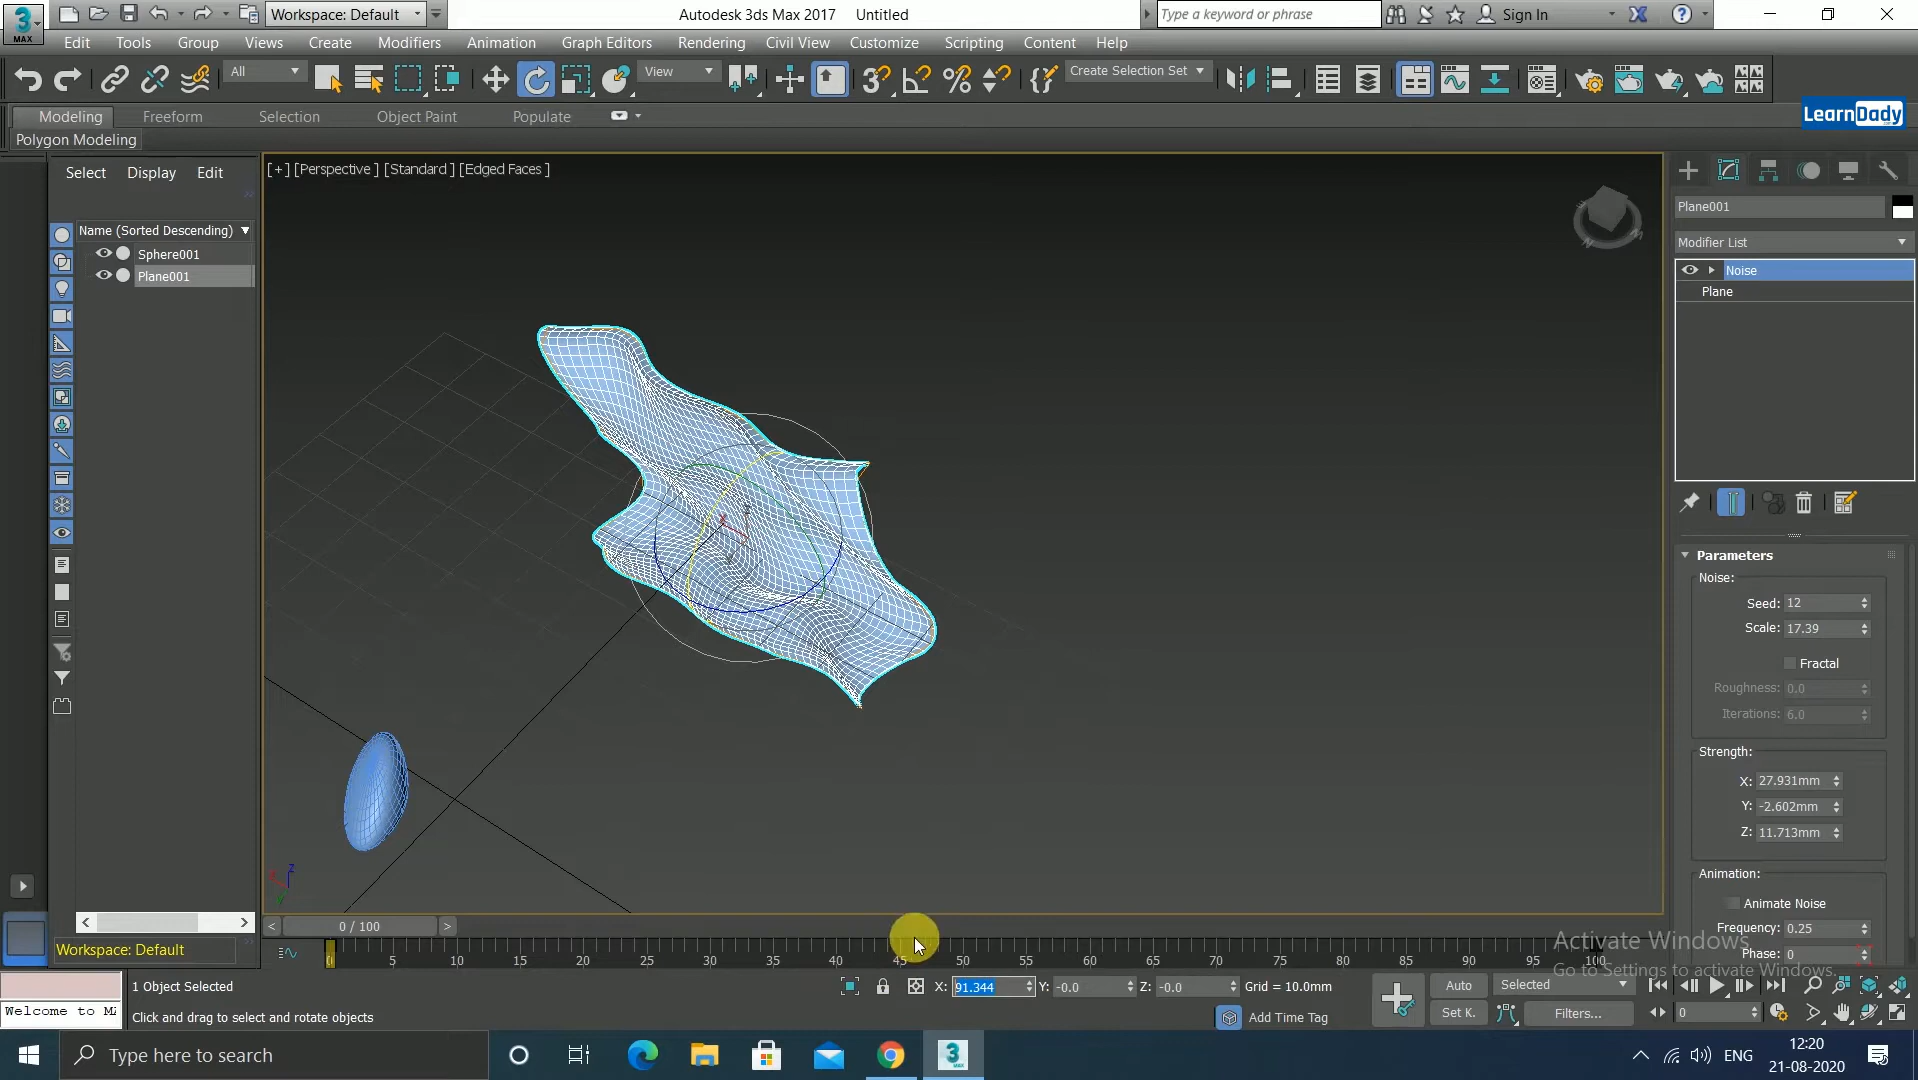 Workspace: Default
Autodesk 3ds Max 2017 Untitled
Type a keyword or phrase
Sign In
MAX
Edit Tools Group Views Create Modifiers Animation Graph Editors Rendering Civil View Customize Scripting Content Help
All
View
Create Selection Set
Modeling Freeform Selection Object Paint Populate
LearnDady
Polygon Modeling
Select Display Edit
[+] [Perspective ] [Standard ] [Edged Faces ]
Name (Sorted Descending)
Sphere001
Plane001
Plane001
Modifier List
Noise
Plane
Parameters
Noise:
Seed: 12
Scale: 17.39
Fractal
Roughness: 0.0
Iterations: 6.0
Strength:
X: 27.931mm
Y: -2.602mm
Z: 11.713mm
Animation:
Animate Noise
Frequency: 0.25
Phase: 0
Activate Windows
Go to Settings to activate Windows.
0 / 100
Workspace: Default
0 5 10 15 20 25 30 35 40 45 50 55 60 65 70 75 80 85 90 95 100
1 Object Selected
X: 91.344 Y: -0.0 Z: -0.0 Grid = 10.0mm
Auto Selected
Welcome to MA
Click and drag to select and rotate objects
Add Time Tag
Set K. Filters...
0
Type here to search
ENG
12:20
21-08-2020